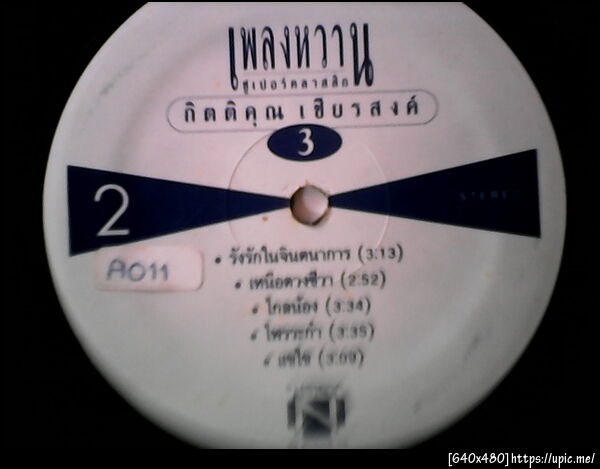 เพลงหวาน
ซูเปอร์คลาสสิก
กิตติคุณ เชียรสงค์
3
2
STEREO
A011
• รังรักในจินตนาการ (3:13)
• เหนือดวงชีวา (2:52)
• ไกลน้อง (3:34)
• ไพรระกำ (3:35)
(3:09)
[640x480]https://upic.me/